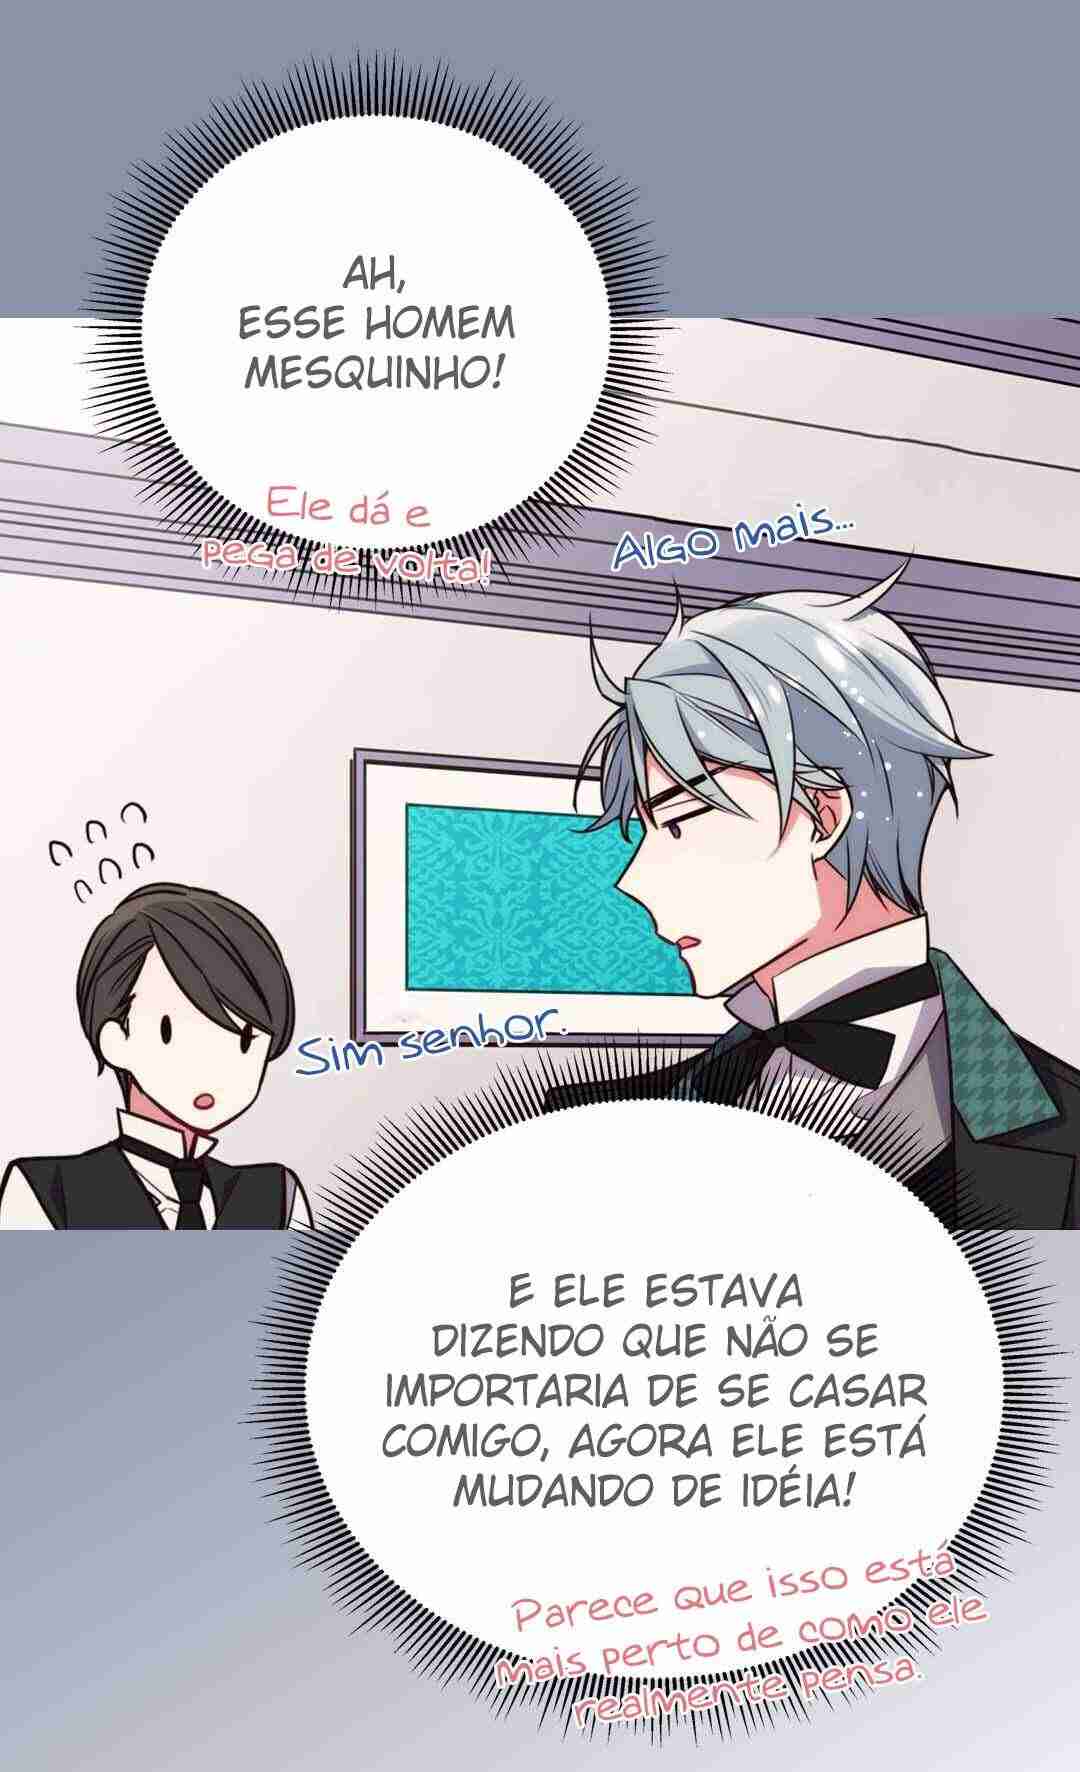 AH,
ESSE HOMEM
MESQUINHO!
Ele dá e
pega de volta!
Algo mais...
Sim senhor.
E ELE ESTAVA
DIZENDO QUE NÃO SE
IMPORTARIA DE SE CASAR
COMIGO, AGORA ELE ESTÁ
MUDANDO DE IDÉIA!
Parece que isso está
mais perto de como ele
realmente pensa.